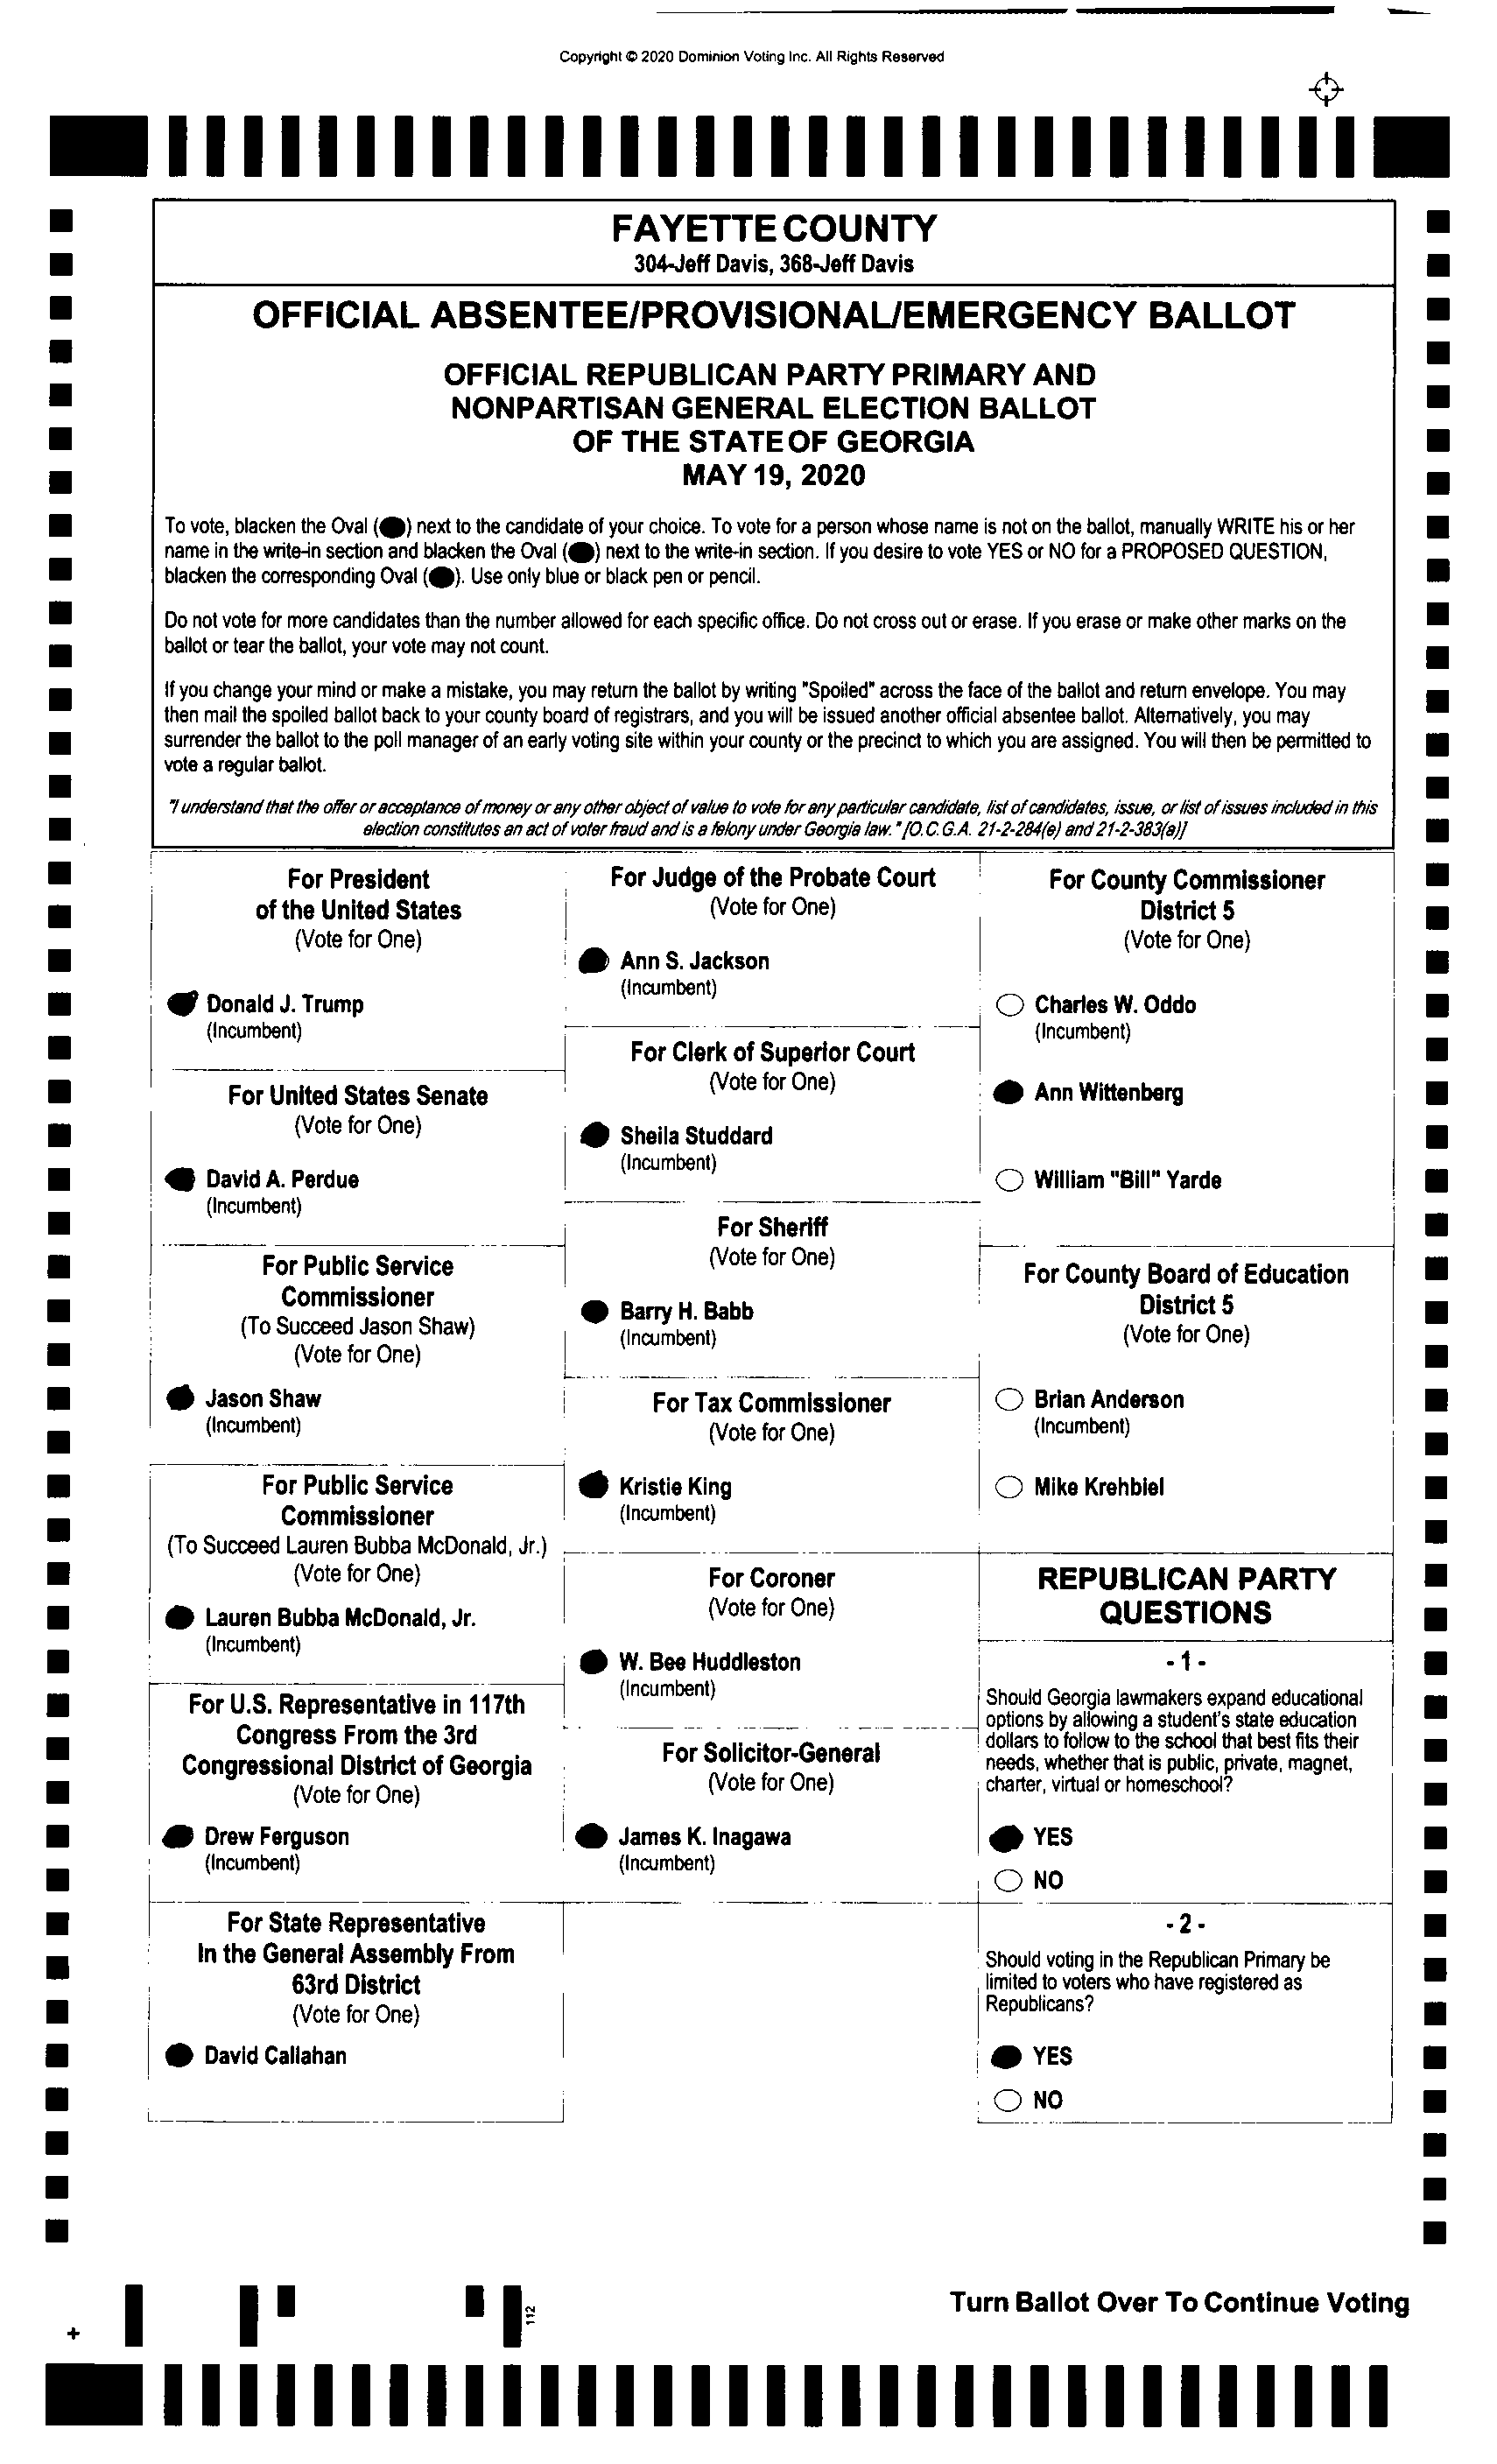 Copyright © 2020 Dominion Voting Inc. All Rights Reserved
FAYETTE COUNTY
304-Jeff Davis, 368-Jeff Davis
OFFICIAL ABSENTEE/PROVISIONAL/EMERGENCY BALLOT
OFFICIAL REPUBLICAN PARTY PRIMARY AND
NONPARTISAN GENERAL ELECTION BALLOT
OF THE STATE OF GEORGIA
MAY 19, 2020
To vote, blacken the Oval ( ) next to the candidate of your choice. To vote for a person whose name is not on the ballot, manually WRITE his or her
name in the write-in section and blacken the Oval ( ) next to the write-in section. If you desire to vote YES or NO for a PROPOSED QUESTION,
blacken the corresponding Oval ( ). Use only blue or black pen or pencil.
Do not vote for more candidates than the number allowed for each specific office. Do not cross out or erase. If you erase or make other marks on the
ballot or tear the ballot, your vote may not count.
If you change your mind or make a mistake, you may return the ballot by writing "Spoiled" across the face of the ballot and return envelope. You may
then mail the spoiled ballot back to your county board of registrars, and you will be issued another official absentee ballot. Alternatively, you may
surrender the ballot to the poll manager of an early voting site within your county or the precinct to which you are assigned. You will then be permitted to
vote a regular ballot.
"I understand that the offer or acceptance of money or any other object of value to vote for any particular candidate, list of candidates, issue, or list of issues included in this
election constitutes an act of voter fraud and is a felony under Georgia law." [O.C.G.A. 21-2-284(e) and 21-2-383(a)]
For President
of the United States
(Vote for One)
Donald J. Trump
(Incumbent)
For United States Senate
(Vote for One)
David A. Perdue
(Incumbent)
For Public Service
Commissioner
(To Succeed Jason Shaw)
(Vote for One)
Jason Shaw
(Incumbent)
For Public Service
Commissioner
(To Succeed Lauren Bubba McDonald, Jr.)
(Vote for One)
Lauren Bubba McDonald, Jr.
(Incumbent)
For U.S. Representative in 117th
Congress From the 3rd
Congressional District of Georgia
(Vote for One)
Drew Ferguson
(Incumbent)
For State Representative
In the General Assembly From
63rd District
(Vote for One)
David Callahan
For Judge of the Probate Court
(Vote for One)
Ann S. Jackson
(Incumbent)
For Clerk of Superior Court
(Vote for One)
Sheila Studdard
(Incumbent)
For Sheriff
(Vote for One)
Barry H. Babb
(Incumbent)
For Tax Commissioner
(Vote for One)
Kristie King
(Incumbent)
For Coroner
(Vote for One)
W. Bee Huddleston
(Incumbent)
For Solicitor-General
(Vote for One)
James K. Inagawa
(Incumbent)
For County Commissioner
District 5
(Vote for One)
Charles W. Oddo
(Incumbent)
Ann Wittenberg
William "Bill" Yarde
For County Board of Education
District 5
(Vote for One)
Brian Anderson
(Incumbent)
Mike Krehbiel
REPUBLICAN PARTY
QUESTIONS
- 1 -
Should Georgia lawmakers expand educational
options by allowing a student's state education
dollars to follow to the school that best fits their
needs, whether that is public, private, magnet,
charter, virtual or homeschool?
YES
NO
- 2 -
Should voting in the Republican Primary be
limited to voters who have registered as
Republicans?
YES
NO
112
Turn Ballot Over To Continue Voting
+